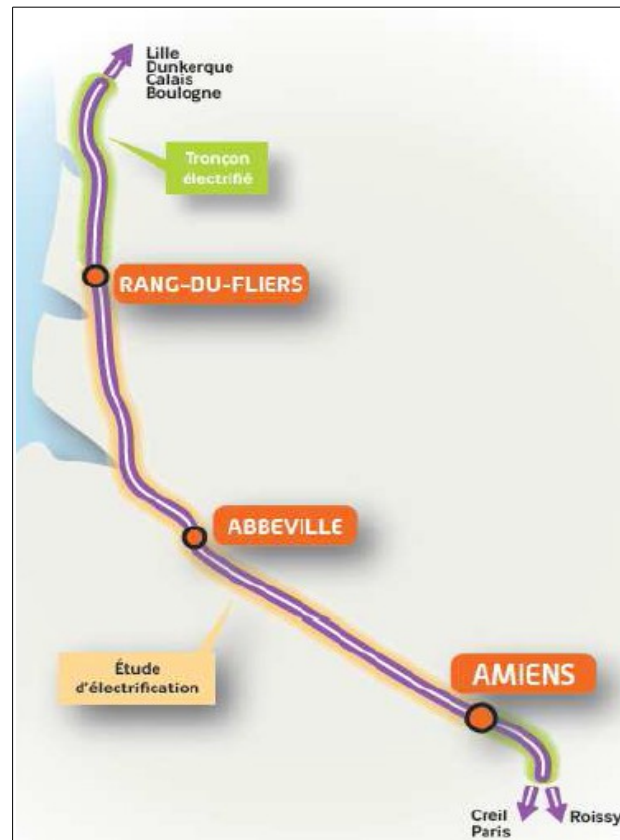 Lille
Dunkerque
Calais
Boulogne
Tronçon
électrifié
RANG-DU-FLIERS
ABBEVILLE
Étude
d'électrification
AMIENS
Creil
Paris
Roissy